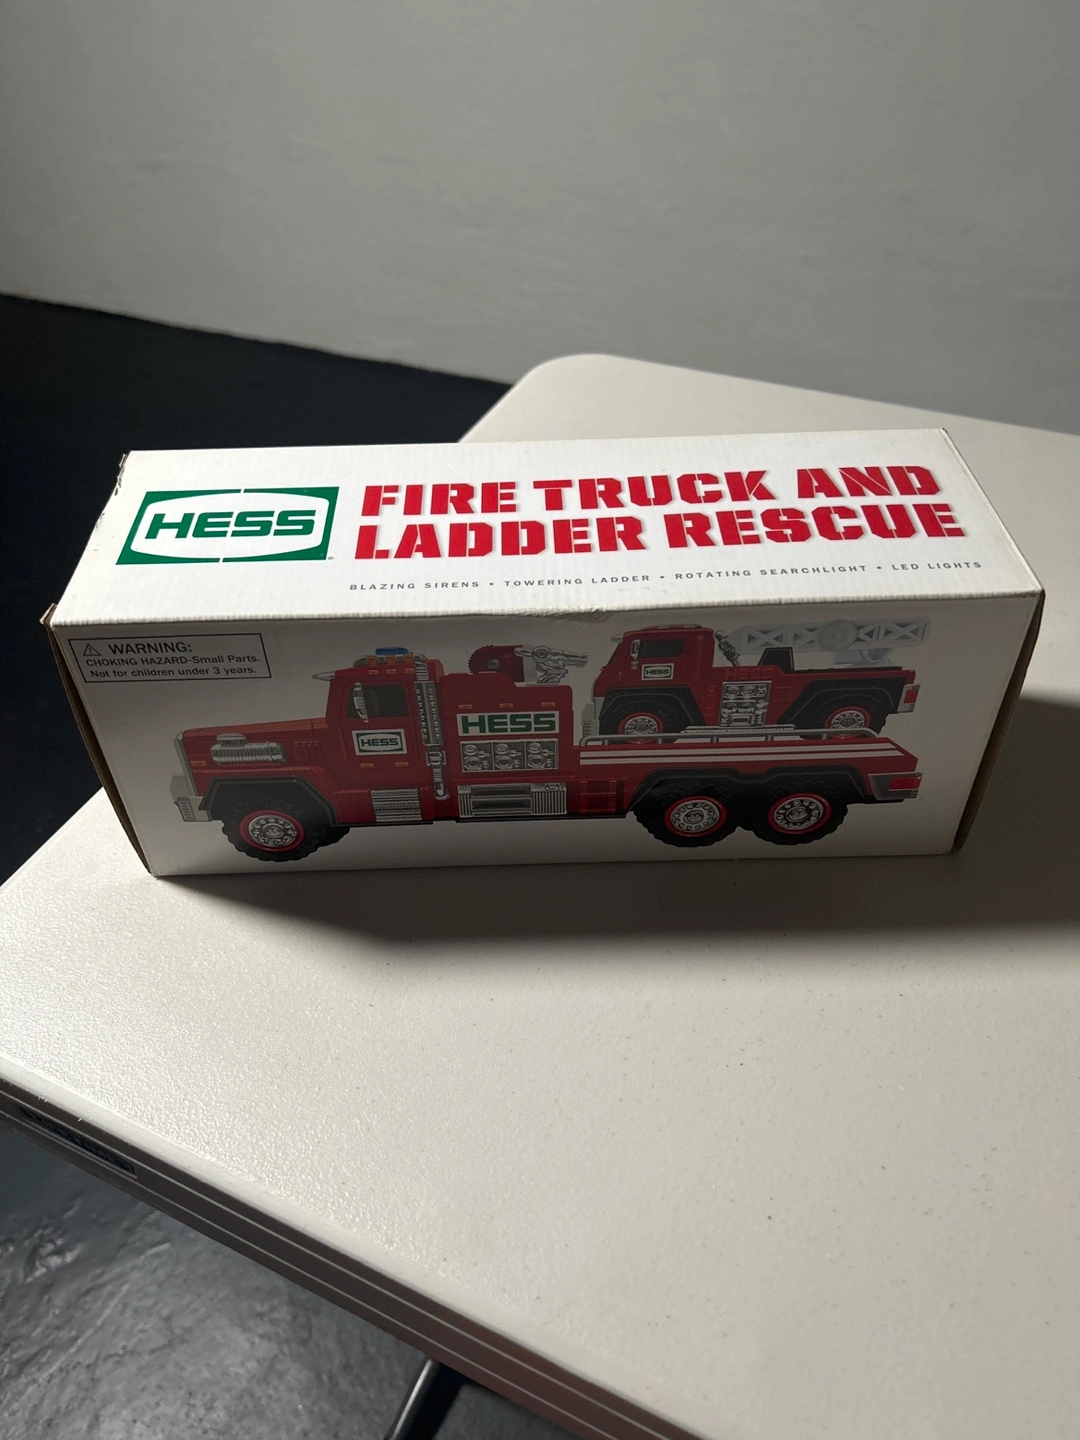 HESS
FIRE TRUCK AND
LADDER RESCUE
BLAZING SIRENS • TOWERING LADDER • ROTATING SEARCHLIGHT • LED LIGHTS
⚠ WARNING:
CHOKING HAZARD-Small Parts.
Not for children under 3 years.
HESS
HESS
HESS
HESS